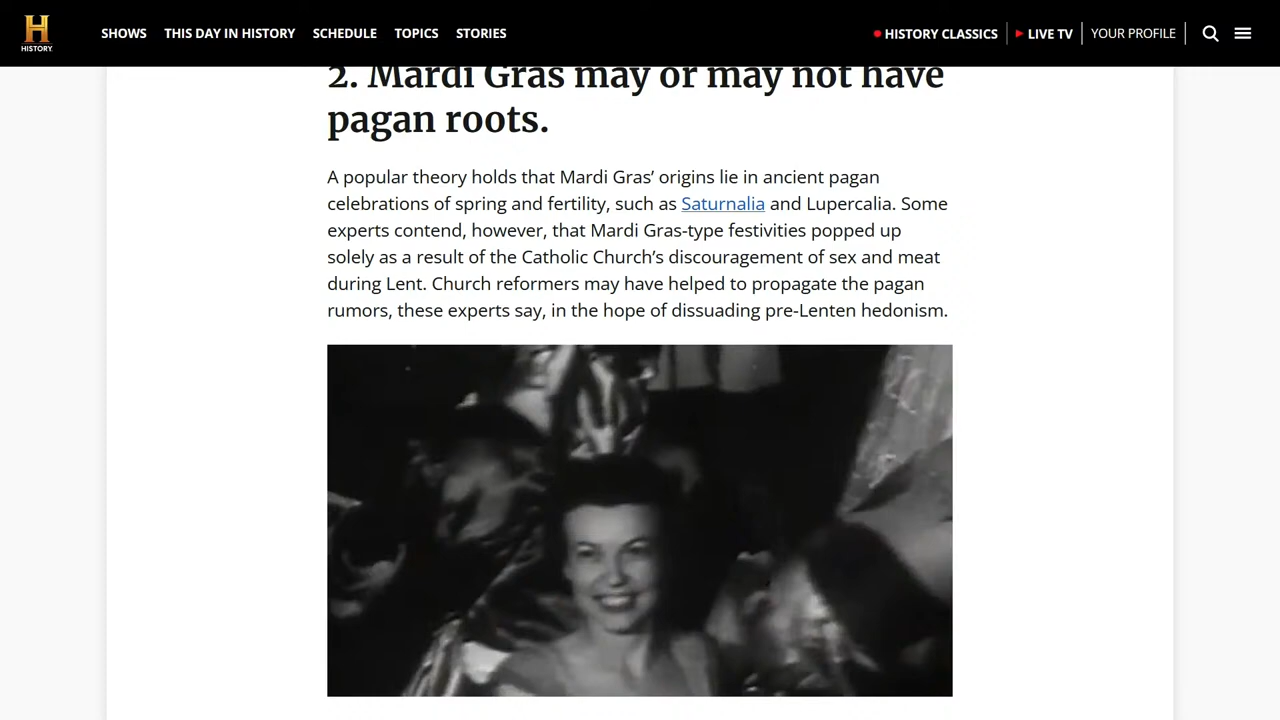 HISTORY.
SHOWS
THIS DAY IN HISTORY
SCHEDULE
TOPICS
STORIES
HISTORY CLASSICS
LIVE TV
YOUR PROFILE
2. Mardi Gras may or may not have
pagan roots.
A popular theory holds that Mardi Gras’ origins lie in ancient pagan
celebrations of spring and fertility, such as Saturnalia and Lupercalia. Some
experts contend, however, that Mardi Gras-type festivities popped up
solely as a result of the Catholic Church’s discouragement of sex and meat
during Lent. Church reformers may have helped to propagate the pagan
rumors, these experts say, in the hope of dissuading pre-Lenten hedonism.